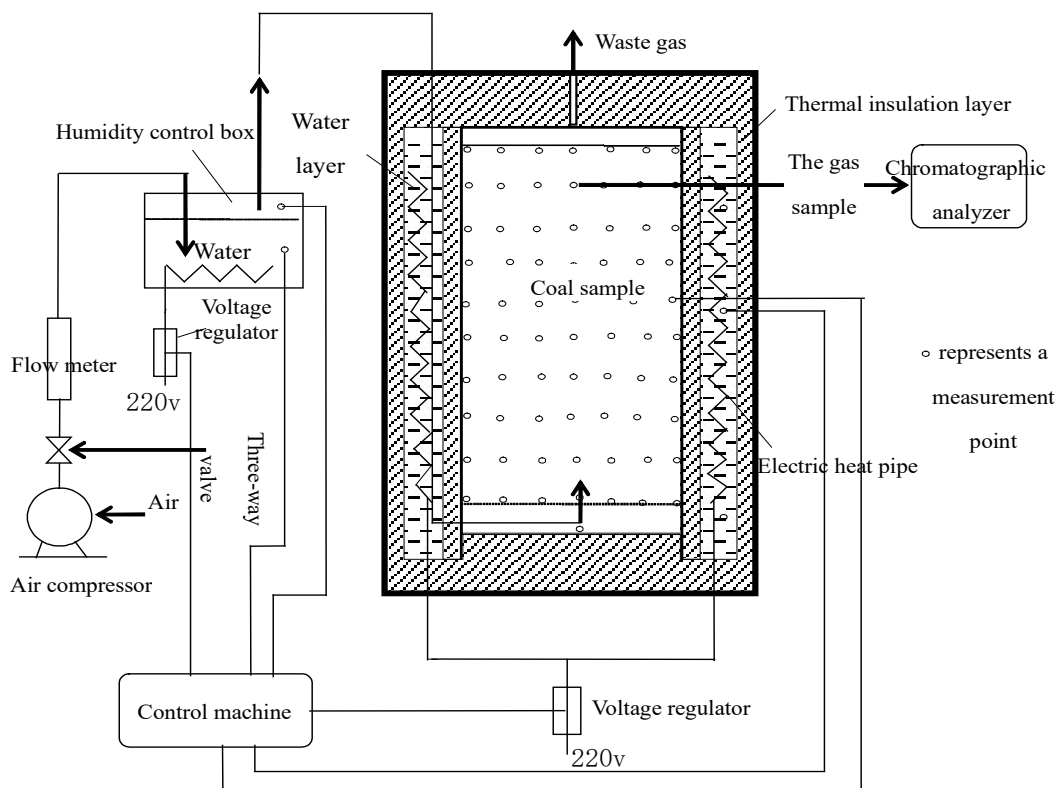 Waste gas
Humidity control box
Water
layer
Thermal insulation layer
The gas
sample
Chromatographic
analyzer
Water
Coal sample
Voltage
regulator
Flow meter
220v
represents a
measurement
point
Three-way
valve
Electric heat pipe
Air
Air compressor
Control machine
Voltage regulator
220v